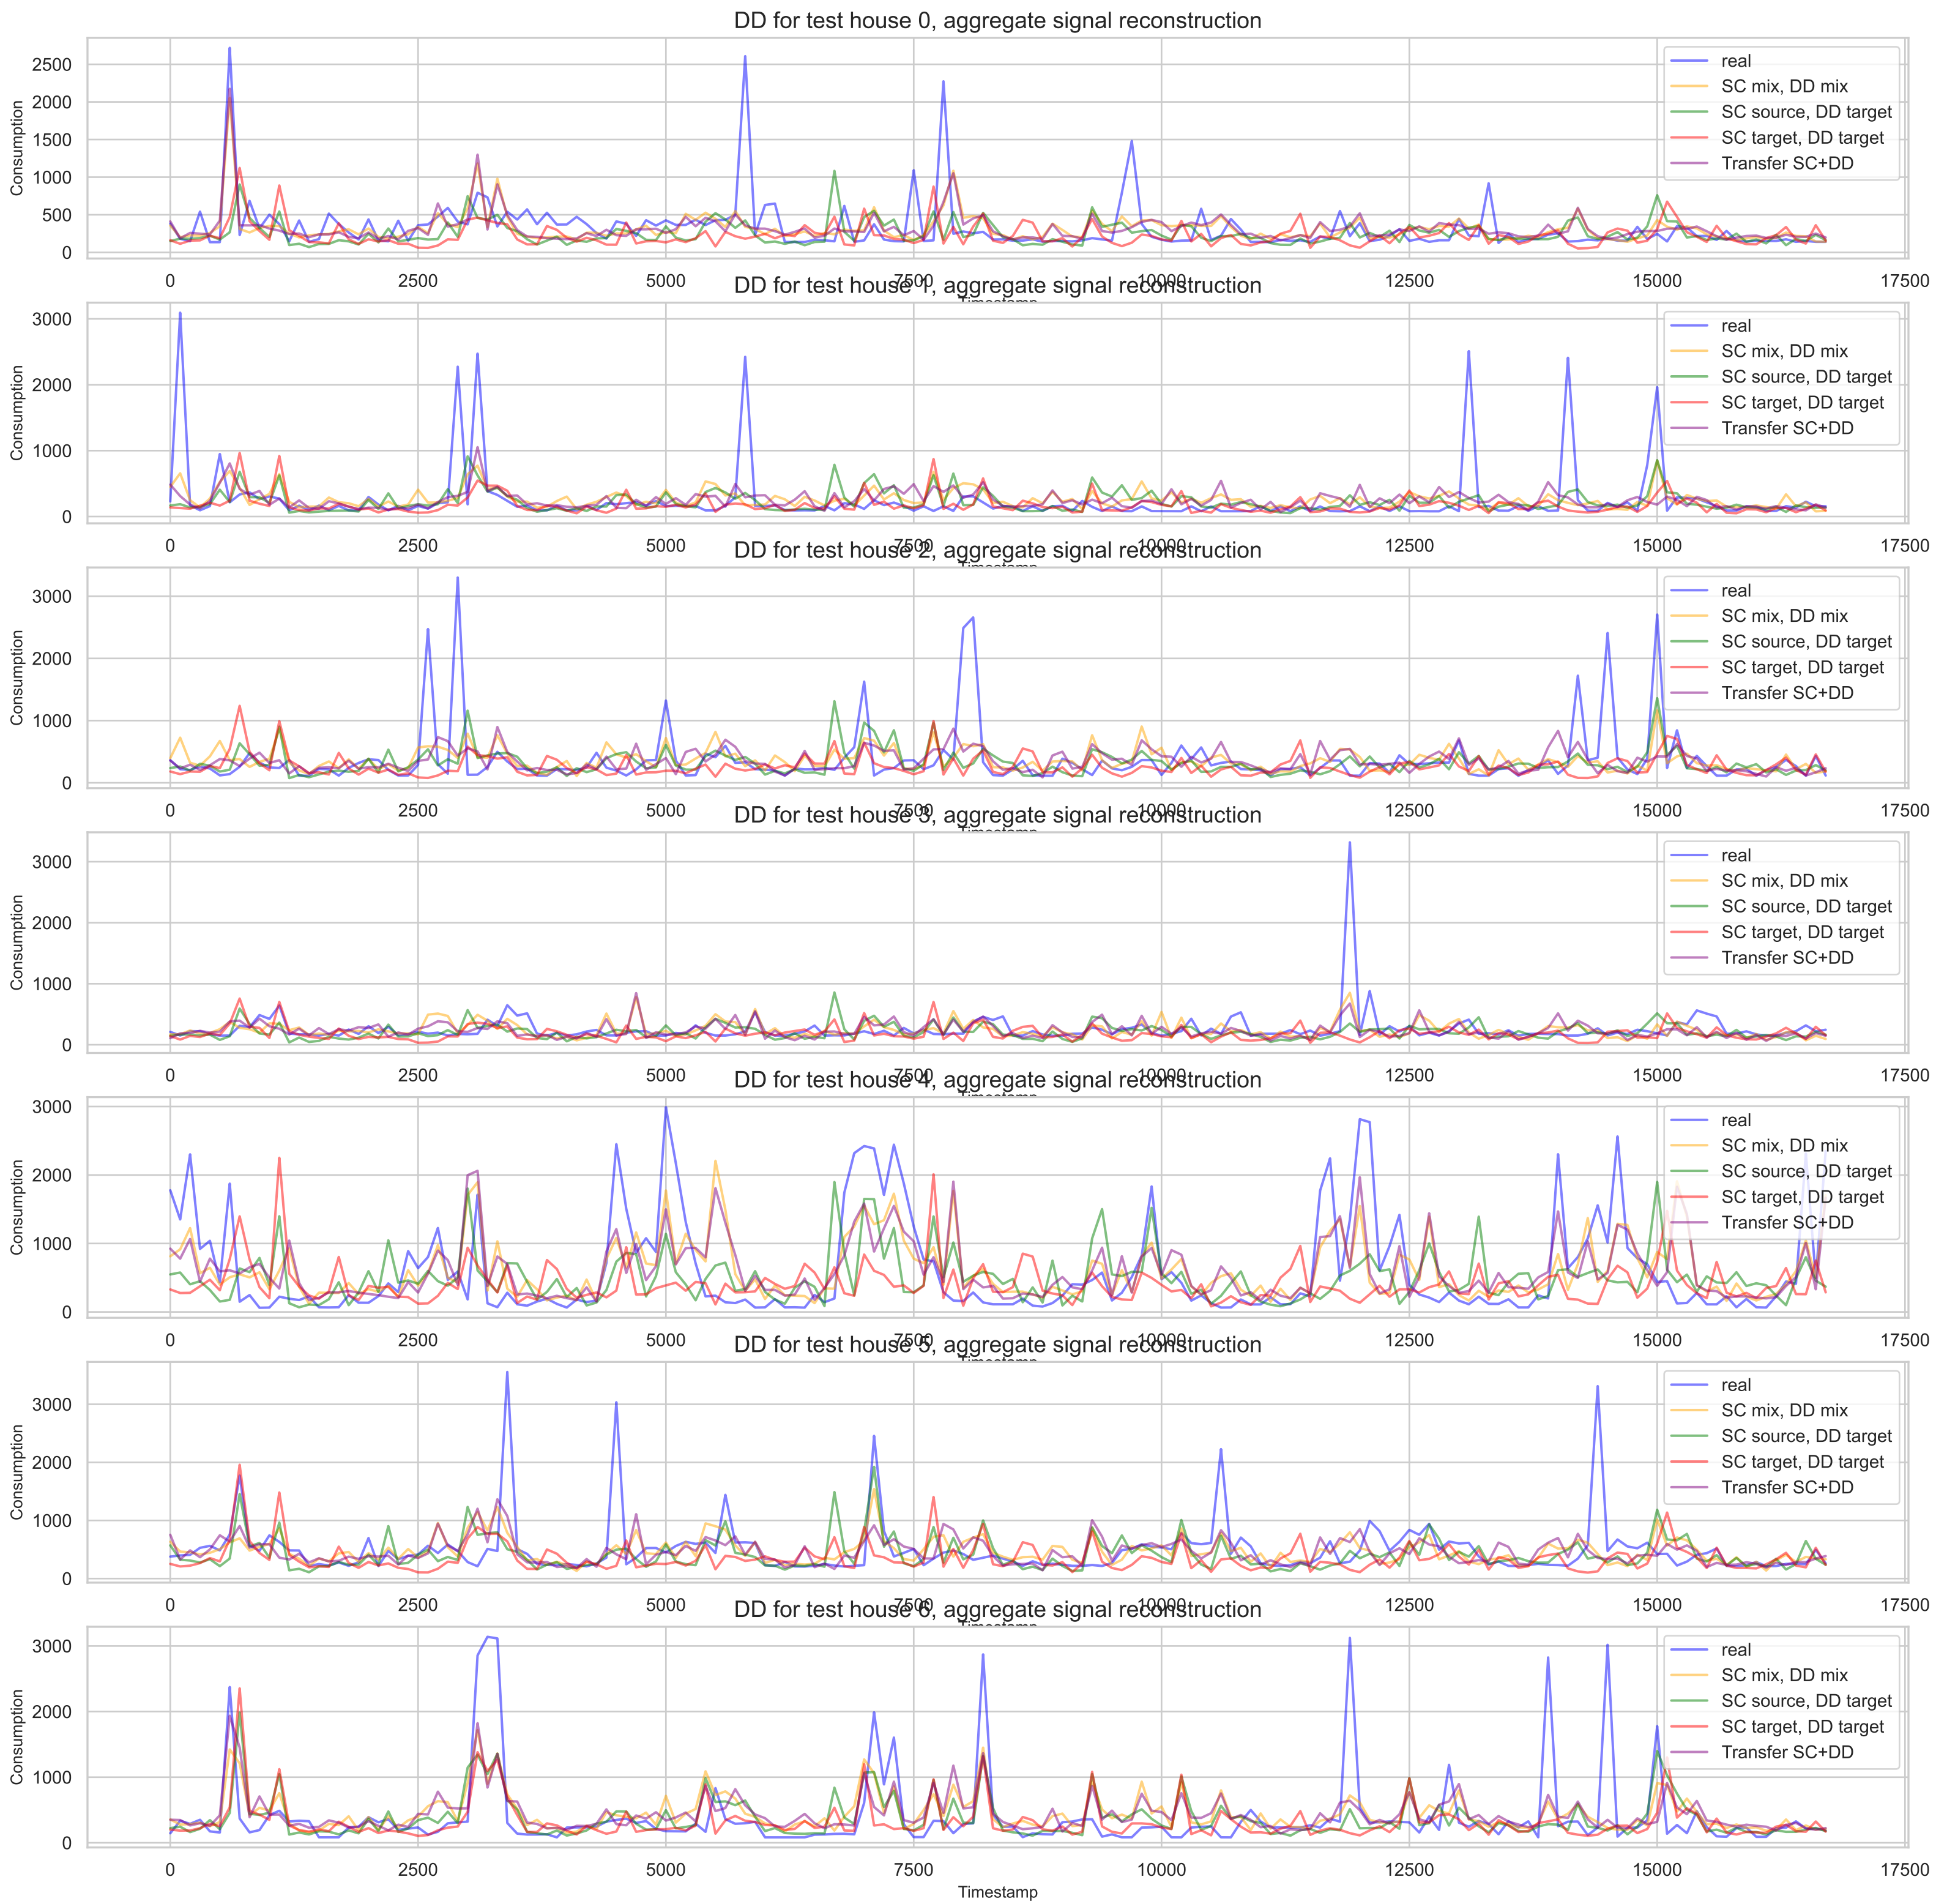 DD for test house 0, aggregate signal reconstruction
Consumption
2500
2000
1500
1000
500
0
real
SC mix, DD mix
SC source, DD target
SC target, DD target
Transfer SC+DD
0 2500 5000 7500 10000 12500 15000 17500
Timestamp
DD for test house 1, aggregate signal reconstruction
Consumption
3000
2000
1000
0
real
SC mix, DD mix
SC source, DD target
SC target, DD target
Transfer SC+DD
0 2500 5000 7500 10000 12500 15000 17500
Timestamp
DD for test house 2, aggregate signal reconstruction
Consumption
3000
2000
1000
0
real
SC mix, DD mix
SC source, DD target
SC target, DD target
Transfer SC+DD
0 2500 5000 7500 10000 12500 15000 17500
Timestamp
DD for test house 3, aggregate signal reconstruction
Consumption
3000
2000
1000
0
real
SC mix, DD mix
SC source, DD target
SC target, DD target
Transfer SC+DD
0 2500 5000 7500 10000 12500 15000 17500
Timestamp
DD for test house 4, aggregate signal reconstruction
Consumption
3000
2000
1000
0
real
SC mix, DD mix
SC source, DD target
SC target, DD target
Transfer SC+DD
0 2500 5000 7500 10000 12500 15000 17500
Timestamp
DD for test house 5, aggregate signal reconstruction
Consumption
3000
2000
1000
0
real
SC mix, DD mix
SC source, DD target
SC target, DD target
Transfer SC+DD
0 2500 5000 7500 10000 12500 15000 17500
Timestamp
DD for test house 6, aggregate signal reconstruction
Consumption
3000
2000
1000
0
real
SC mix, DD mix
SC source, DD target
SC target, DD target
Transfer SC+DD
0 2500 5000 7500 10000 12500 15000 17500
Timestamp